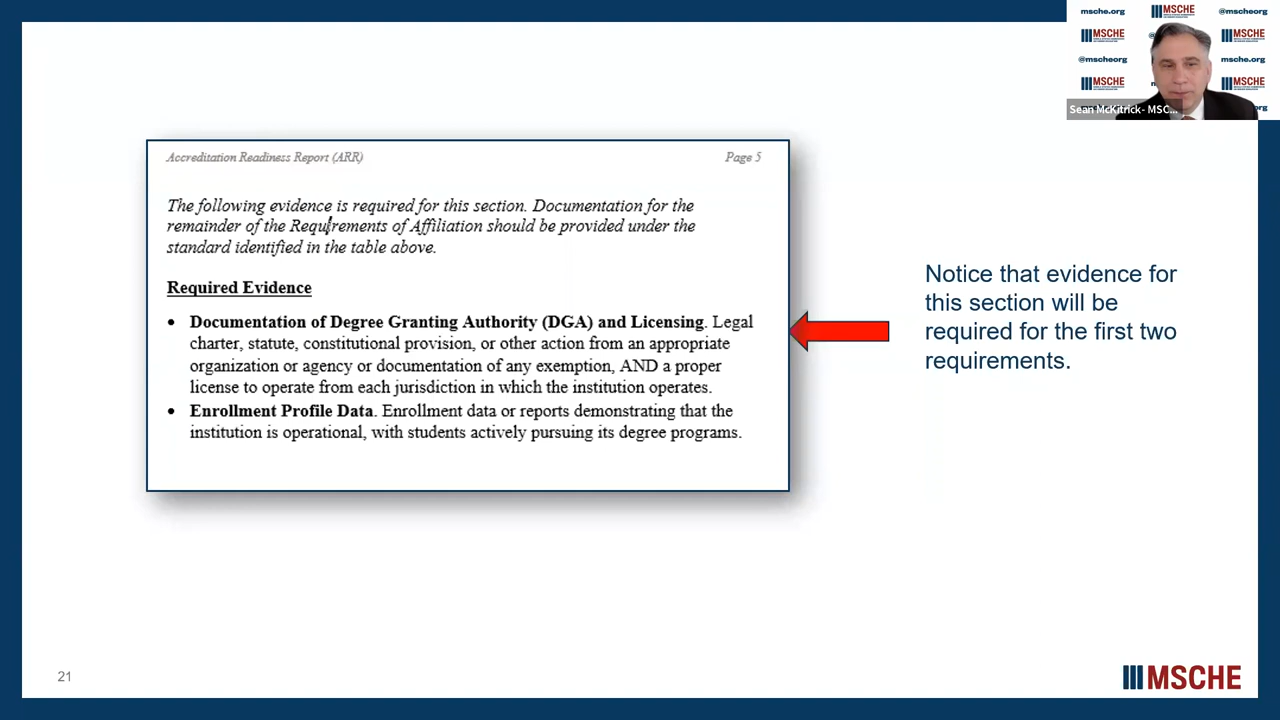 msche.org
MSCHE
@mscheorg
MSCHE
MSCHE
@mscheorg
msche.org
MSCHE
MSCHE
Sean McKitrick- MSC...
Accreditation Readiness Report (ARR)
Page 5
The following evidence is required for this section. Documentation for the
remainder of the Requirements of Affiliation should be provided under the
standard identified in the table above.
Required Evidence
• Documentation of Degree Granting Authority (DGA) and Licensing. Legal
charter, statute, constitutional provision, or other action from an appropriate
organization or agency or documentation of any exemption, AND a proper
license to operate from each jurisdiction in which the institution operates.
• Enrollment Profile Data. Enrollment data or reports demonstrating that the
institution is operational, with students actively pursuing its degree programs.
Notice that evidence for
this section will be
required for the first two
requirements.
21
MSCHE